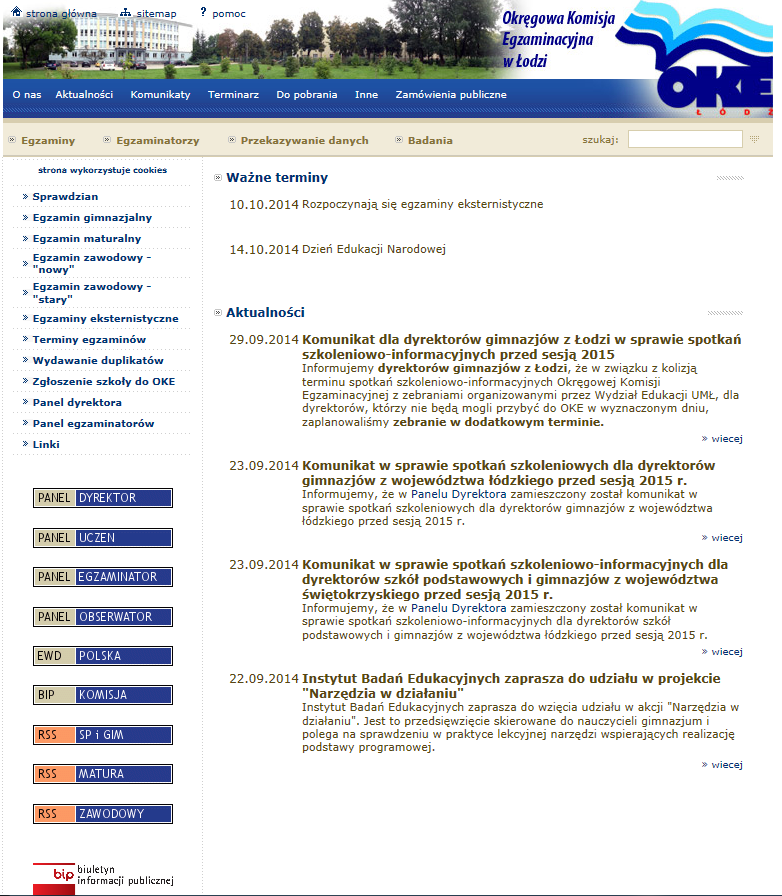 strona główna sitemap ? pomoc
Okręgowa Komisja
Egzaminacyjna
w Łodzi
OKE
ŁÓDŹ
O nas Aktualności Komunikaty Terminarz Do pobrania Inne Zamówienia publiczne
Egzaminy Egzaminatorzy Przekazywanie danych Badania szukaj:
strona wykorzystuje cookies
Sprawdzian
Egzamin gimnazjalny
Egzamin maturalny
Egzamin zawodowy -
"nowy"
Egzamin zawodowy -
"stary"
Egzaminy eksternistyczne
Terminy egzaminów
Wydawanie duplikatów
Zgłoszenie szkoły do OKE
Panel dyrektora
Panel egzaminatorów
Linki
PANEL DYREKTOR
PANEL UCZEN
PANEL EGZAMINATOR
PANEL OBSERWATOR
EWD POLSKA
BIP KOMISJA
RSS SP i GIM
RSS MATURA
RSS ZAWODOWY
bip biuletyn
informacji publicznej
Ważne terminy
10.10.2014 Rozpoczynają się egzaminy eksternistyczne
14.10.2014 Dzień Edukacji Narodowej
Aktualności
29.09.2014 Komunikat dla dyrektorów gimnazjów z Łodzi w sprawie spotkań
szkoleniowo-informacyjnych przed sesją 2015
Informujemy dyrektorów gimnazjów z Łodzi, że w związku z kolizją
terminu spotkań szkoleniowo-informacyjnych Okręgowej Komisji
Egzaminacyjnej z zebraniami organizowanymi przez Wydział Edukacji UMŁ, dla
dyrektorów, którzy nie będą mogli przybyć do OKE w wyznaczonym dniu,
zaplanowaliśmy zebranie w dodatkowym terminie.
» wiecej
23.09.2014 Komunikat w sprawie spotkań szkoleniowych dla dyrektorów
gimnazjów z województwa łódzkiego przed sesją 2015 r.
Informujemy, że w Panelu Dyrektora zamieszczony został komunikat w
sprawie spotkań szkoleniowych dla dyrektorów gimnazjów z województwa
łódzkiego przed sesją 2015 r.
» wiecej
23.09.2014 Komunikat w sprawie spotkań szkoleniowo-informacyjnych dla
dyrektorów szkół podstawowych i gimnazjów z województwa
świętokrzyskiego przed sesją 2015 r.
Informujemy, że w Panelu Dyrektora zamieszczony został komunikat w
sprawie spotkań szkoleniowo-informacyjnych dla dyrektorów szkół
podstawowych i gimnazjów z województwa łódzkiego przed sesją 2015 r.
» wiecej
22.09.2014 Instytut Badań Edukacyjnych zaprasza do udziału w projekcie
"Narzędzia w działaniu"
Instytut Badań Edukacyjnych zaprasza do wzięcia udziału w akcji "Narzędzia w
działaniu". Jest to przedsięwzięcie skierowane do nauczycieli gimnazjum i
polega na sprawdzeniu w praktyce lekcyjnej narzędzi wspierających realizację
podstawy programowej.
» wiecej